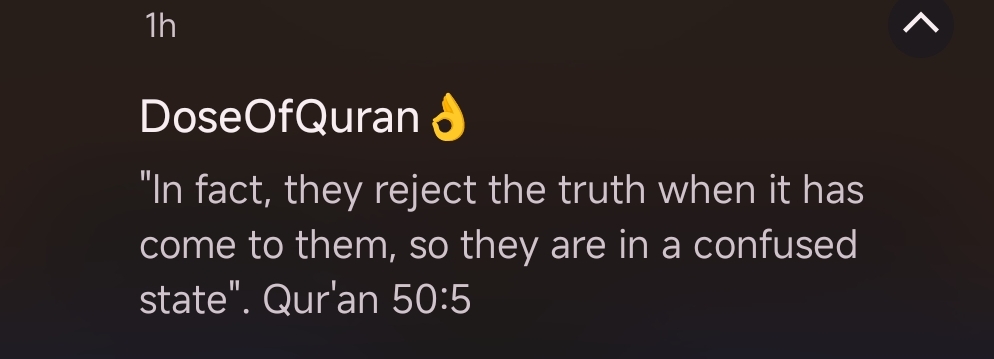 1h
DoseOfQuran👌
"In fact, they reject the truth when it has
come to them, so they are in a confused
state". Qur'an 50:5